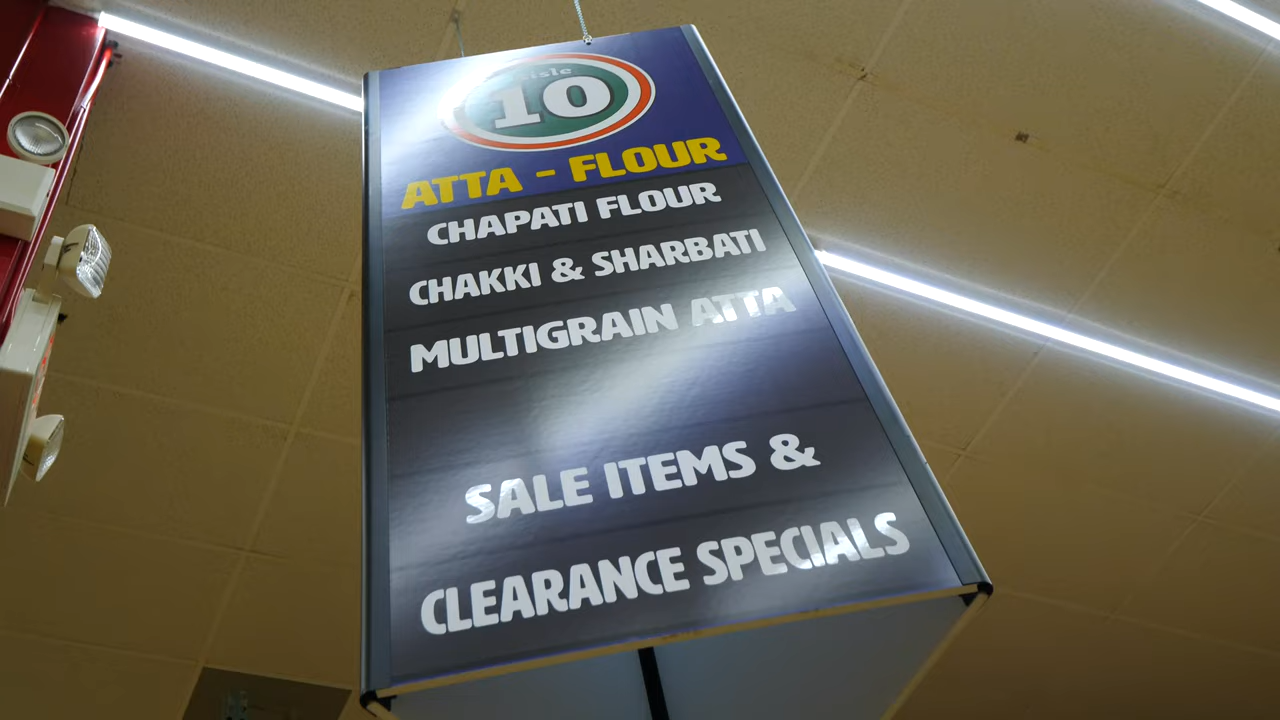 Aisle
10
ATTA - FLOUR
CHAPATI FLOUR
CHAKKI & SHARBATI
MULTIGRAIN ATTA
SALE ITEMS &
CLEARANCE SPECIALS